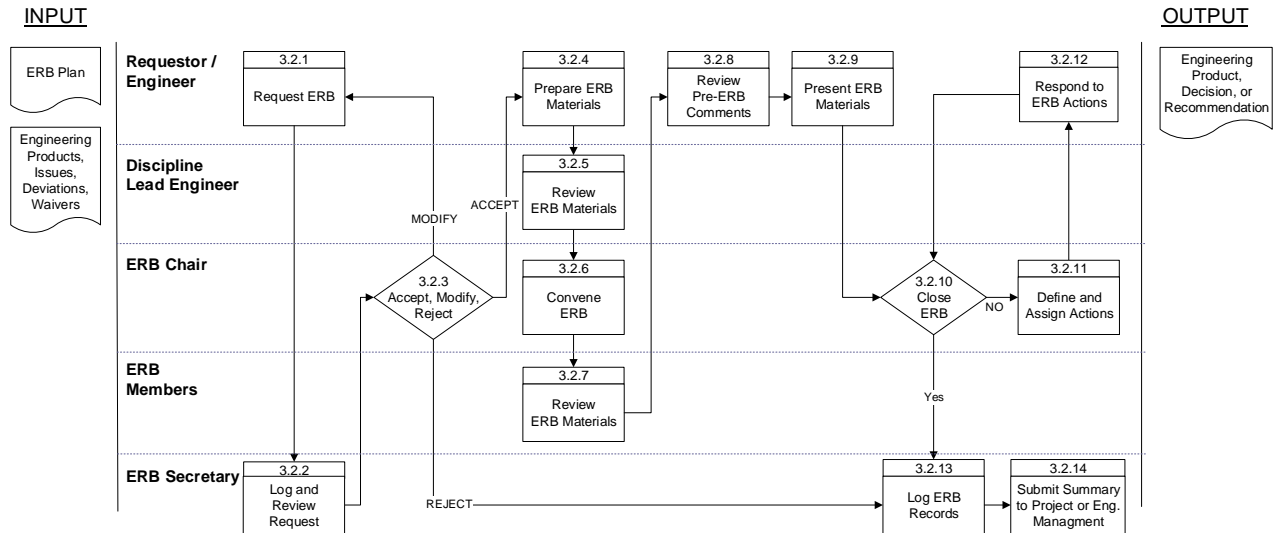 INPUT
OUTPUT
ERB Plan
Engineering
Products,
Issues,
Deviations,
Waivers
Requestor /
Engineer
3.2.1
Request ERB
3.2.4
Prepare ERB
Materials
3.2.8
Review
Pre-ERB
Comments
3.2.9
Present ERB
Materials
3.2.12
Respond to
ERB Actions
Engineering
Product,
Decision, or
Recommendation
Discipline
Lead Engineer
3.2.5
Review
ERB Materials
MODIFY
ACCEPT
ERB Chair
3.2.3
Accept, Modify,
Reject
3.2.6
Convene
ERB
3.2.10
Close
ERB
NO
3.2.11
Define and
Assign Actions
ERB
Members
3.2.7
Review
ERB Materials
Yes
ERB Secretary
3.2.2
Log and
Review
Request
REJECT
3.2.13
Log ERB
Records
3.2.14
Submit Summary
to Project or Eng.
Managment